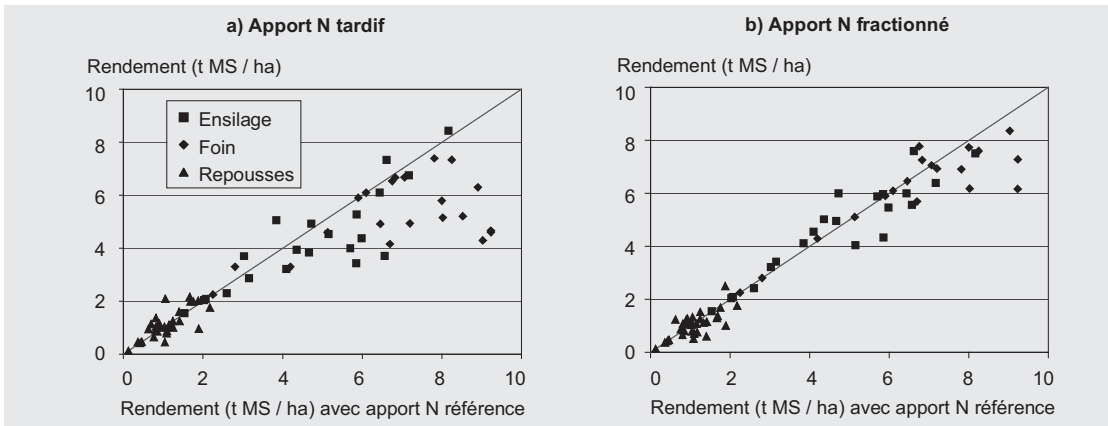 a) Apport N tardif
Rendement (t MS / ha)
10
8
6
4
2
0
Ensilage
Foin
Repousses
0 2 4 6 8 10
Rendement (t MS / ha) avec apport N référence
b) Apport N fractionné
Rendement (t MS / ha)
10
8
6
4
2
0
0 2 4 6 8 10
Rendement (t MS / ha) avec apport N référence